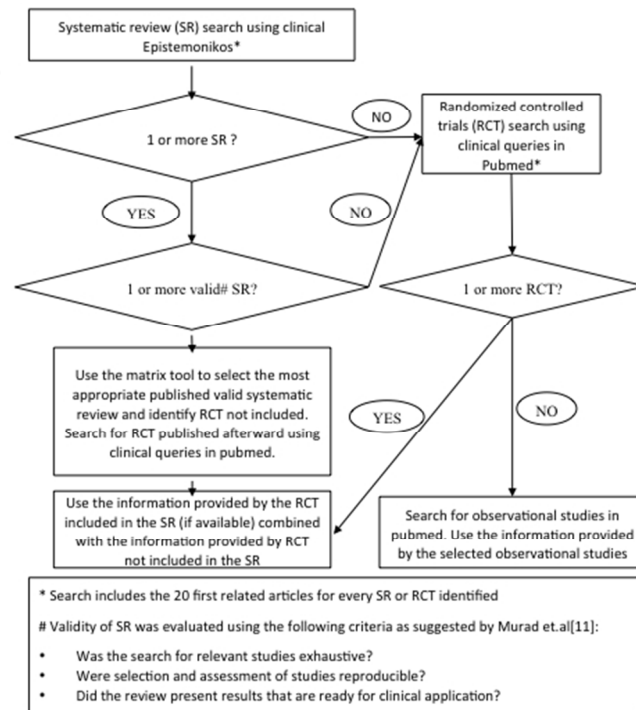 Systematic review (SR) search using clinical
Epistemonikos*
1 or more SR ?
NO
Randomized controlled
trials (RCT) search using
clinical queries in
Pubmed*
YES
NO
1 or more valid# SR?
1 or more RCT?
Use the matrix tool to select the most
appropriate published valid systematic
review and identify RCT not included.
Search for RCT published afterward using
clinical queries in pubmed.
YES
NO
Use the information provided by the RCT
included in the SR (if available) combined
with the information provided by RCT
not included in the SR
Search for observational studies in
pubmed. Use the information provided
by the selected observational studies
* Search includes the 20 first related articles for every SR or RCT identified
# Validity of SR was evaluated using the following criteria as suggested by Murad et.al[11]:
• Was the search for relevant studies exhaustive?
• Were selection and assessment of studies reproducible?
• Did the review present results that are ready for clinical application?